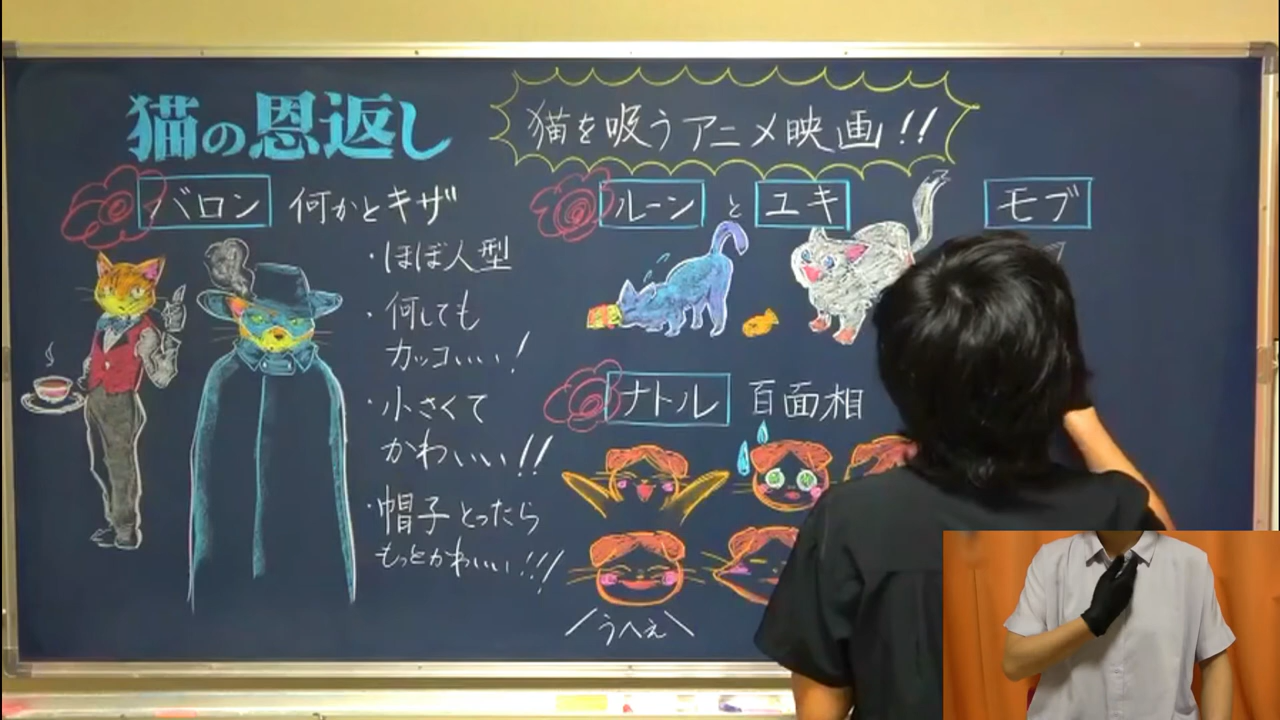 猫の恩返し
猫を吸うアニメ映画!!
バロン 何かとキザ
・ほぼ人型
・何しても
カッコいい!
・小さくて
かわいい!!
・帽子とったら
もっとかわいい!!!
ルーン と ユキ
ナトル 百面相
\うへぇ/
モブ